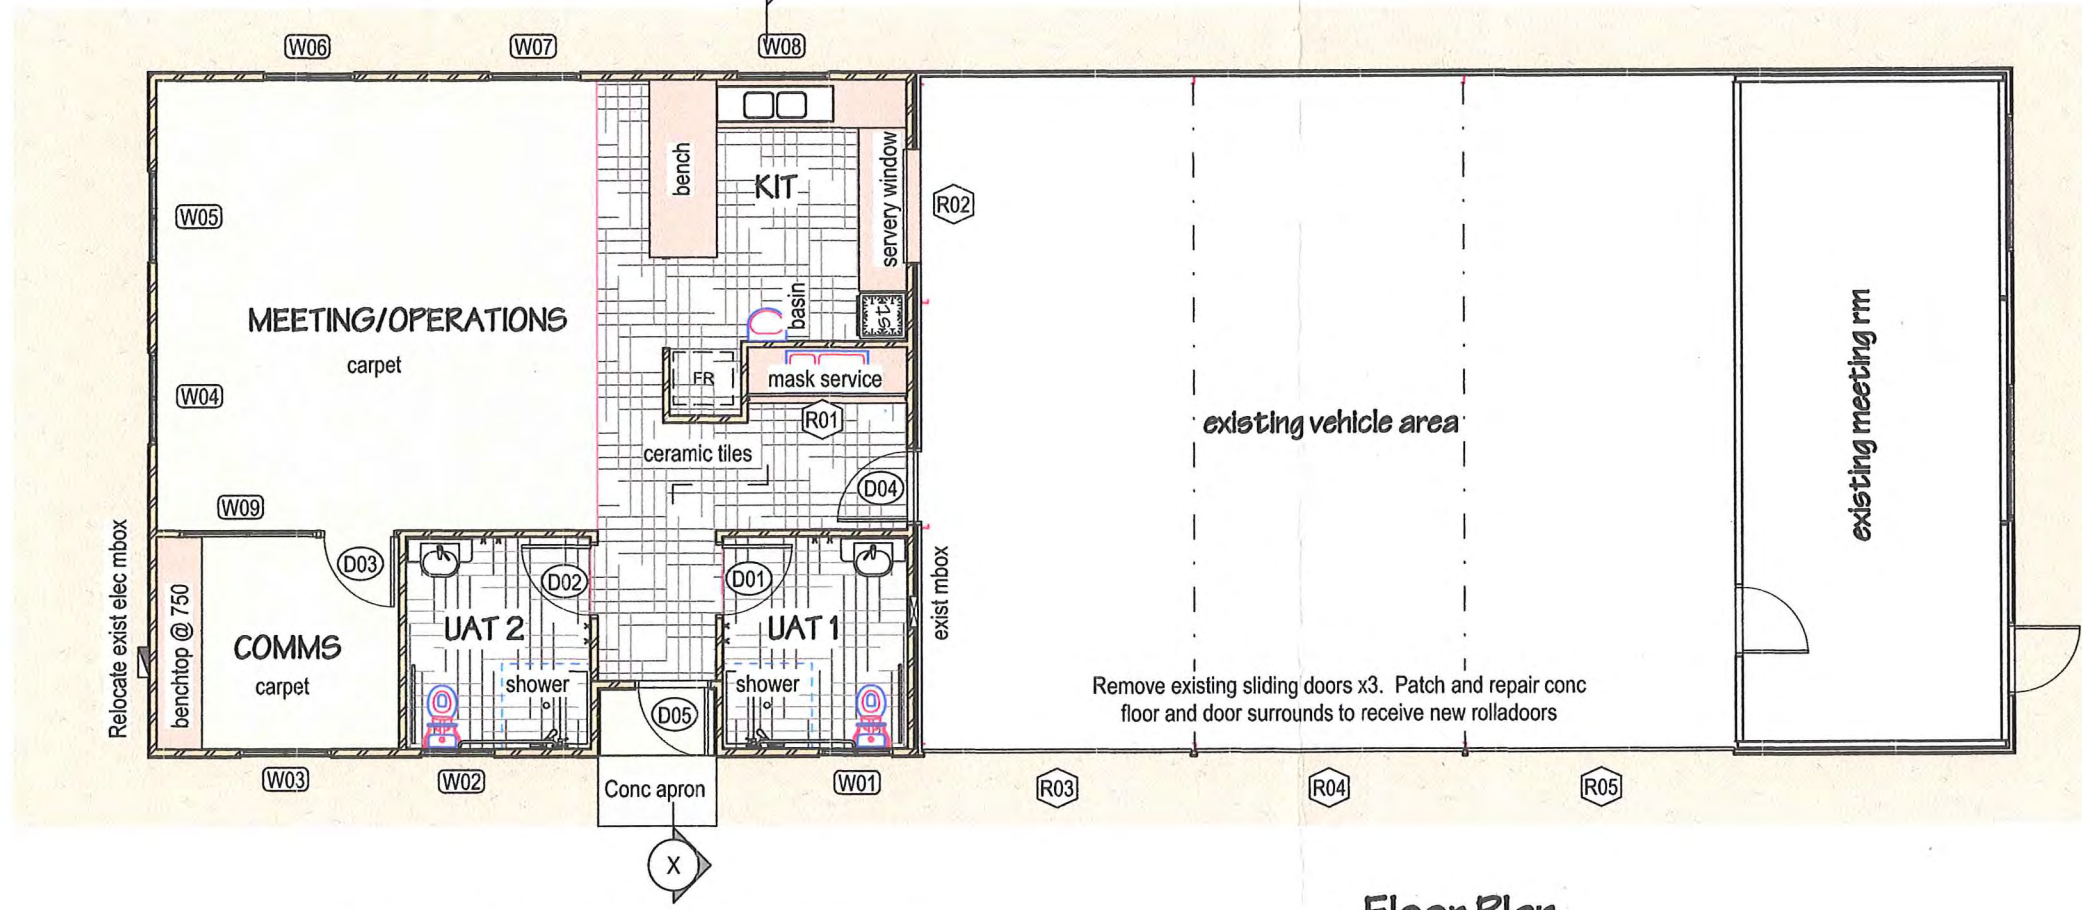 W06
W07
W08
W05
bench
KIT
servery window
R02
MEETING/OPERATIONS
carpet
basin
st
W04
FR
mask service
R01
existing vehicle area
existing meeting rm
ceramic tiles
D04
W09
Relocate exist elec mbox
D03
D02
D01
exist mbox
benchtop @ 750
COMMS
carpet
UAT 2
UAT 1
shower
shower
D05
Remove existing sliding doors x3. Patch and repair conc
floor and door surrounds to receive new rolladoors
W03
W02
Conc apron
W01
R03
R04
R05
X
Floor Plan